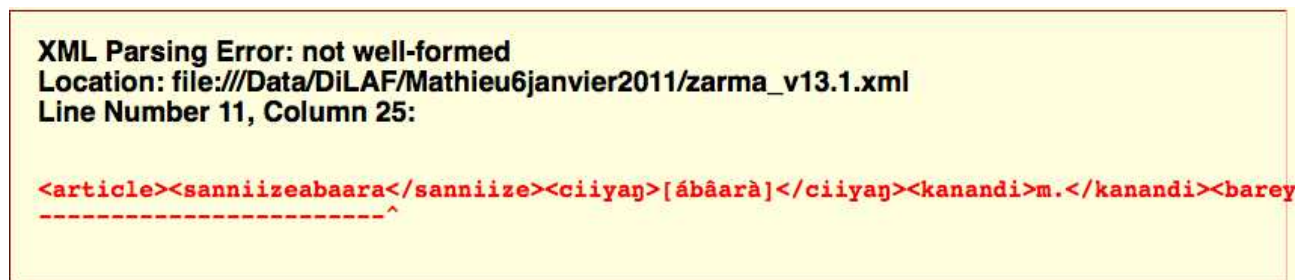 XML Parsing Error: not well-formed
Location: file:///Data/DiLAF/Mathieu6janvier2011/zarma_v13.1.xml
Line Number 11, Column 25:
<article><sanniizeabaara</sanniize><ciiyaŋ>[ábâarà]</ciiyaŋ><kanandi>m.</kanandi><barey
------------------------^